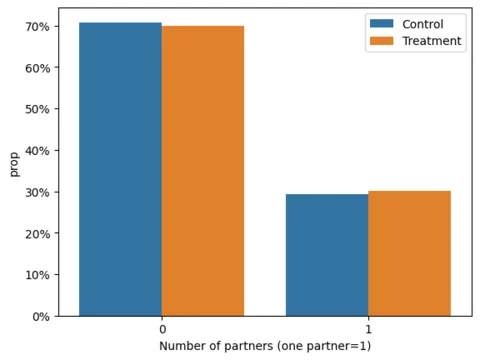 Control
Treatment
70%
60%
50%
40%
30%
20%
10%
0%
prop
0 1
Number of partners (one partner=1)